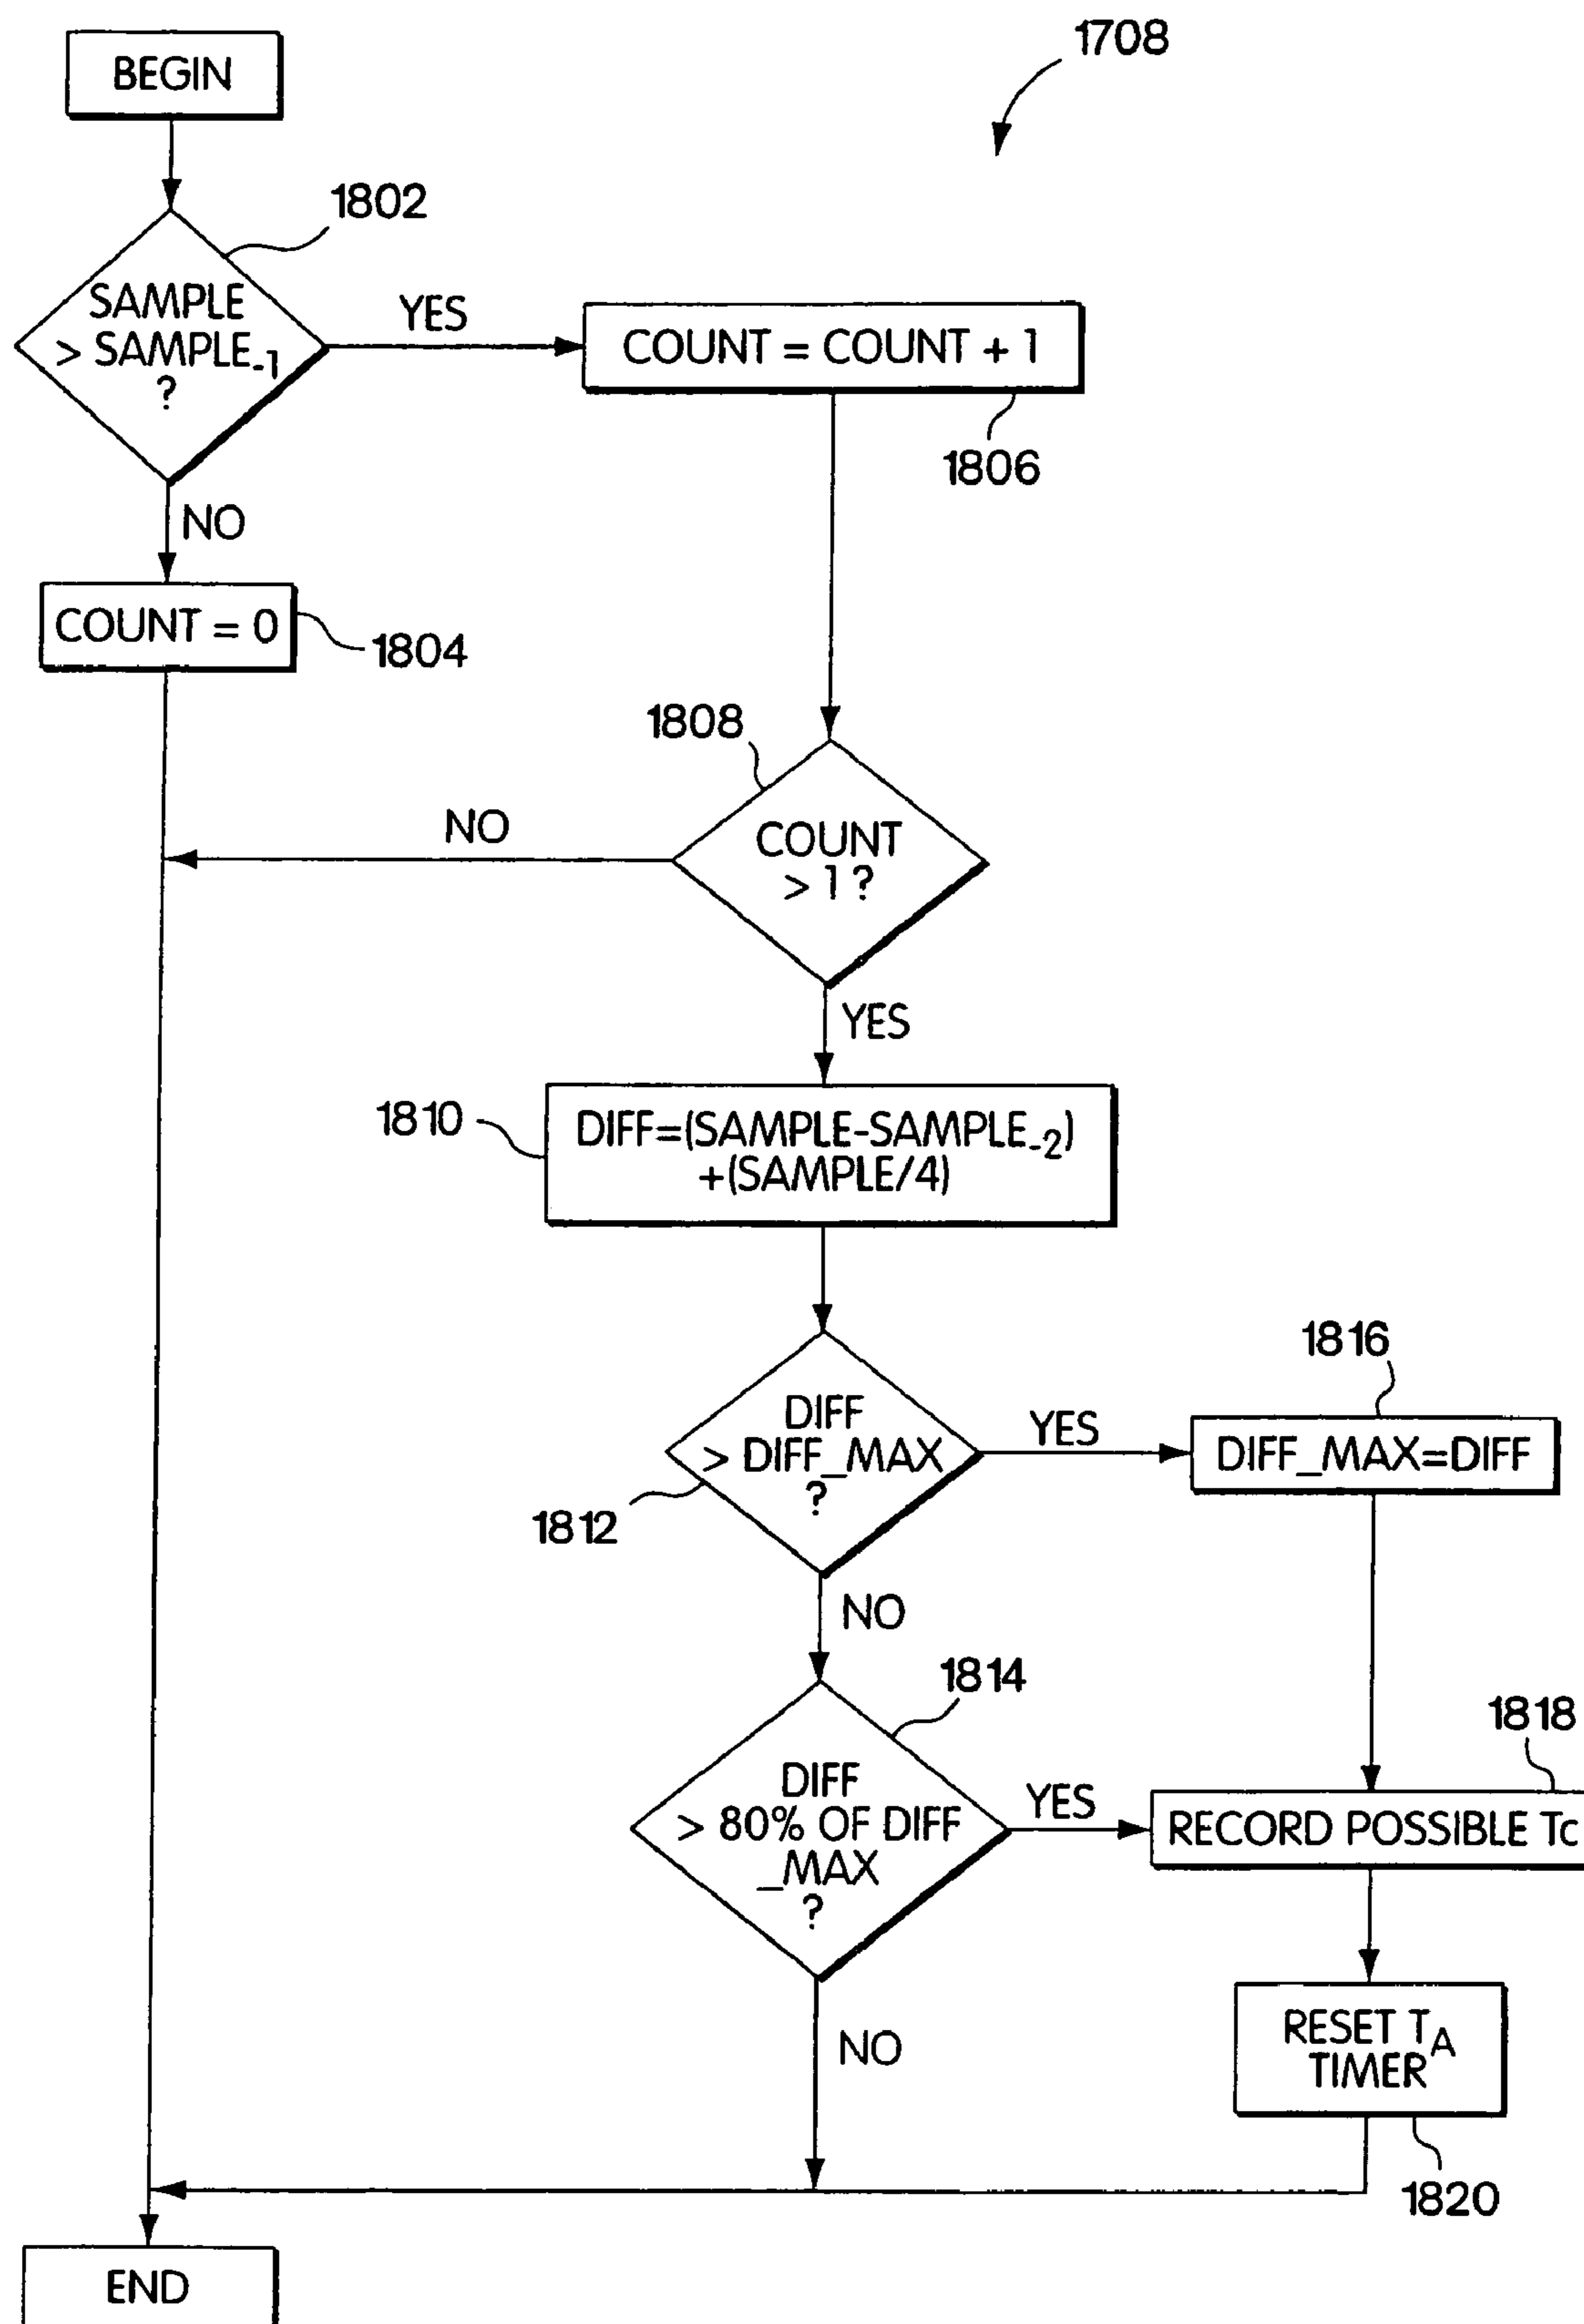 1708
BEGIN
1802
SAMPLE
> SAMPLE-1
?
YES
COUNT = COUNT + 1
1806
NO
COUNT = 0
1804
1808
COUNT
> 1 ?
NO
YES
1810
DIFF=(SAMPLE-SAMPLE-2)
+(SAMPLE/4)
1812
DIFF
> DIFF_MAX
?
YES
1816
DIFF_MAX=DIFF
NO
1814
DIFF
> 80% OF DIFF
_MAX
?
YES
1818
RECORD POSSIBLE Tc
NO
RESET TA
TIMER
1820
END